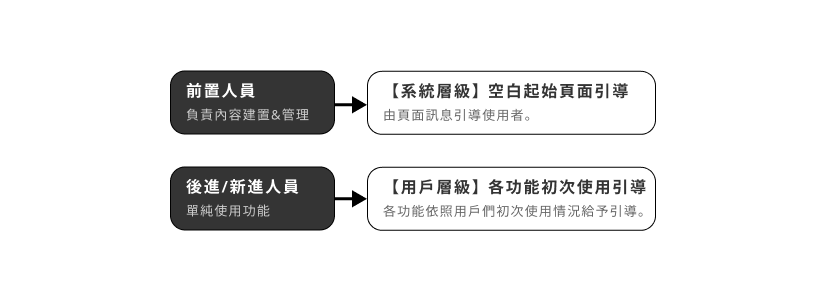 前置人員
負責內容建置&管理
【系統層級】空白起始頁面引導
由頁面訊息引導使用者。
後進/新進人員
單純使用功能
【用戶層級】各功能初次使用引導
各功能依照用戶們初次使用情況給予引導。